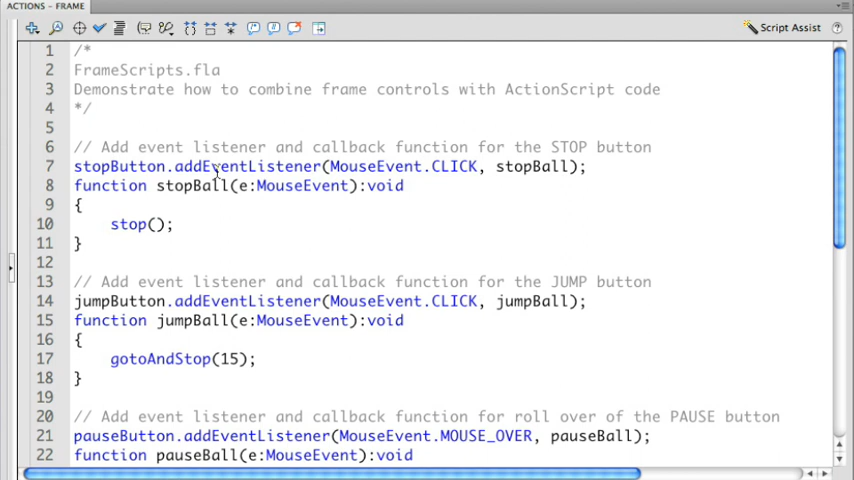 ACTIONS - FRAME
Script Assist
1 /*
2 FrameScripts.fla
3 Demonstrate how to combine frame controls with ActionScript code
4 */
5
6 // Add event listener and callback function for the STOP button
7 stopButton.addEventListener(MouseEvent.CLICK, stopBall);
8 function stopBall(e:MouseEvent):void
9 {
10 stop();
11 }
12
13 // Add event listener and callback function for the JUMP button
14 jumpButton.addEventListener(MouseEvent.CLICK, jumpBall);
15 function jumpBall(e:MouseEvent):void
16 {
17 gotoAndStop(15);
18 }
19
20 // Add event listener and callback function for roll over of the PAUSE button
21 pauseButton.addEventListener(MouseEvent.MOUSE_OVER, pauseBall);
22 function pauseBall(e:MouseEvent):void